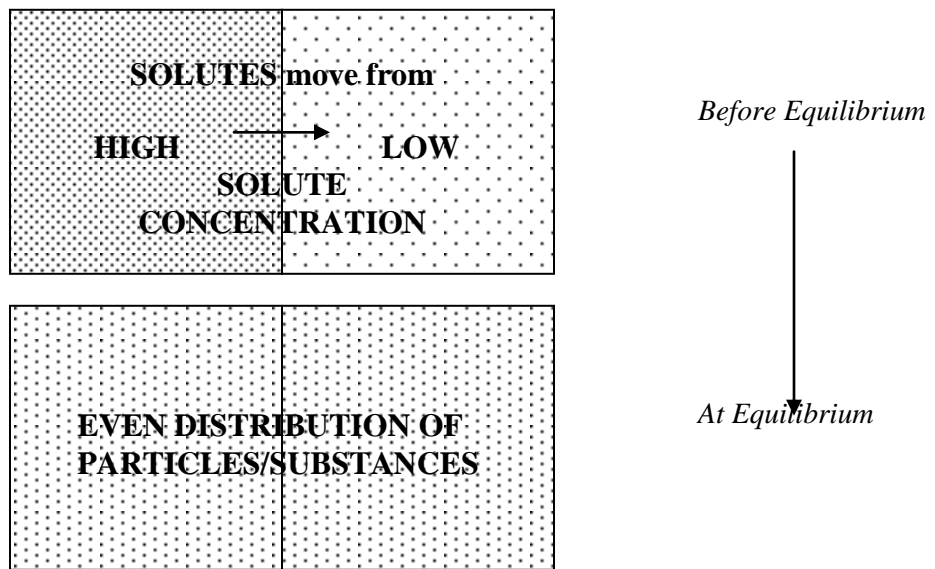 SOLUTES move from
HIGH LOW
SOLUTE
CONCENTRATION
Before Equilibrium
EVEN DISTRIBUTION OF
PARTICLES/SUBSTANCES
At Equilibrium